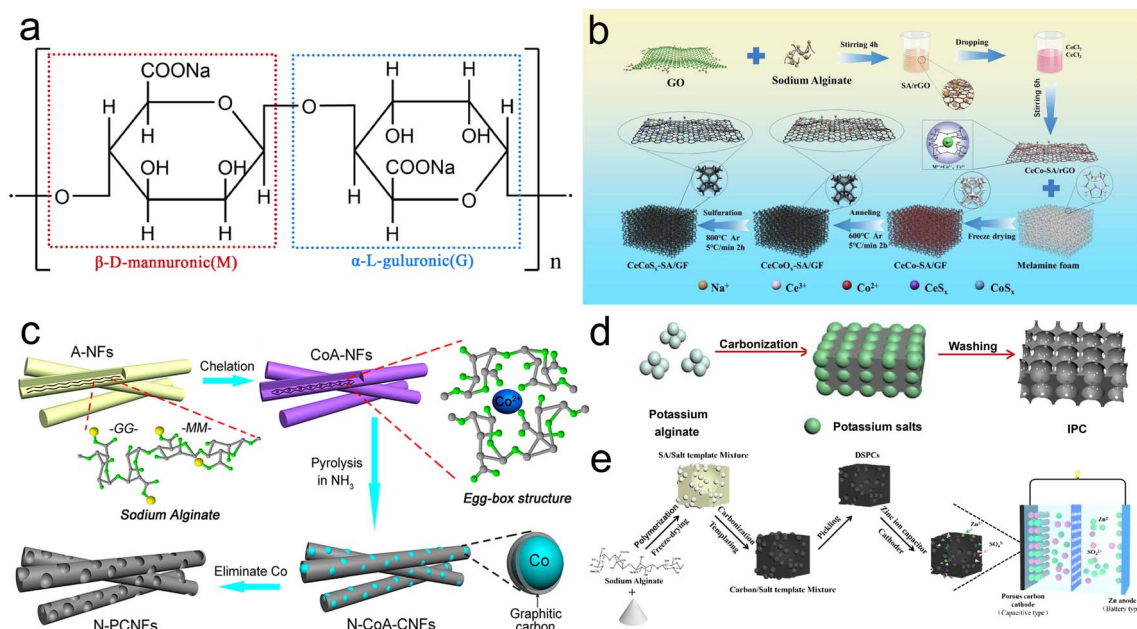 a
COONa
O
H
H
H
OH
OH
H
H
H
O
O
H
H
OH
OH
H
COONa
H
O
H
n
β-D-mannuronic(M)
α-L-guluronic(G)
b
GO
Sodium Alginate
Stirring 4h
SA/rGO
Dropping
CoCl2
CeCl3
Stirring 6h
CeCo-SA/rGO
Sulfuration
800℃ Ar
5℃/min 2h
Anneling
600℃ Ar
5℃/min 2h
Freeze drying
CeCoSx-SA/GF
CeCoOx-SA/GF
CeCo-SA/GF
Melamine foam
Na+
Ce3+
Co2+
CeSx
CoSx
c
A-NFs
Chelation
CoA-NFs
Co2+
-GG-
-MM-
Sodium Alginate
Pyrolysis
in NH3
Egg-box structure
Eliminate Co
Co
Graphitic
carbon
N-PCNFs
N-CoA-CNFs
d
Carbonization
Washing
Potassium
alginate
Potassium salts
IPC
e
SA/Salt template Mixture
DSPCs
Polymerization
Freeze-drying
Carbonization
Templating
Pickling
Zinc ion capacitor
Cathoder
Sodium Alginate
Carbon/Salt template Mixture
Porous carbon
cathode
(Capacitive type)
Zn anode
(Battery type)